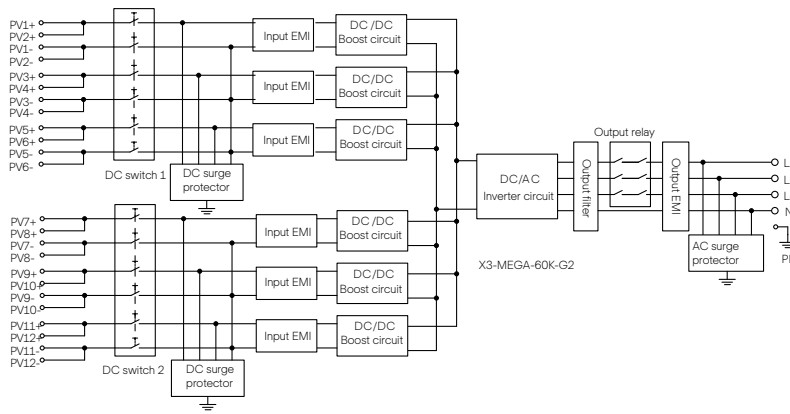 PV1+
PV2+
PV1-
PV2-
PV3+
PV4+
PV3-
PV4-
PV5+
PV6+
PV5-
PV6-
DC switch 1
DC surge
protector
Input EMI
DC /DC
Boost circuit
Input EMI
DC/DC
Boost circuit
Input EMI
DC/DC
Boost circuit
PV7+
PV8+
PV7-
PV8-
PV9+
PV10+
PV9-
PV10-
PV11+
PV12+
PV11-
PV12-
DC switch 2
DC surge
protector
Input EMI
DC/DC
Boost circuit
Input EMI
DC/DC
Boost circuit
Input EMI
DC/DC
Boost circuit
DC/AC
Inverter circuit
Output filter
Output relay
Output EMI
AC surge
protector
X3-MEGA-60K-G2
L
L
L
N